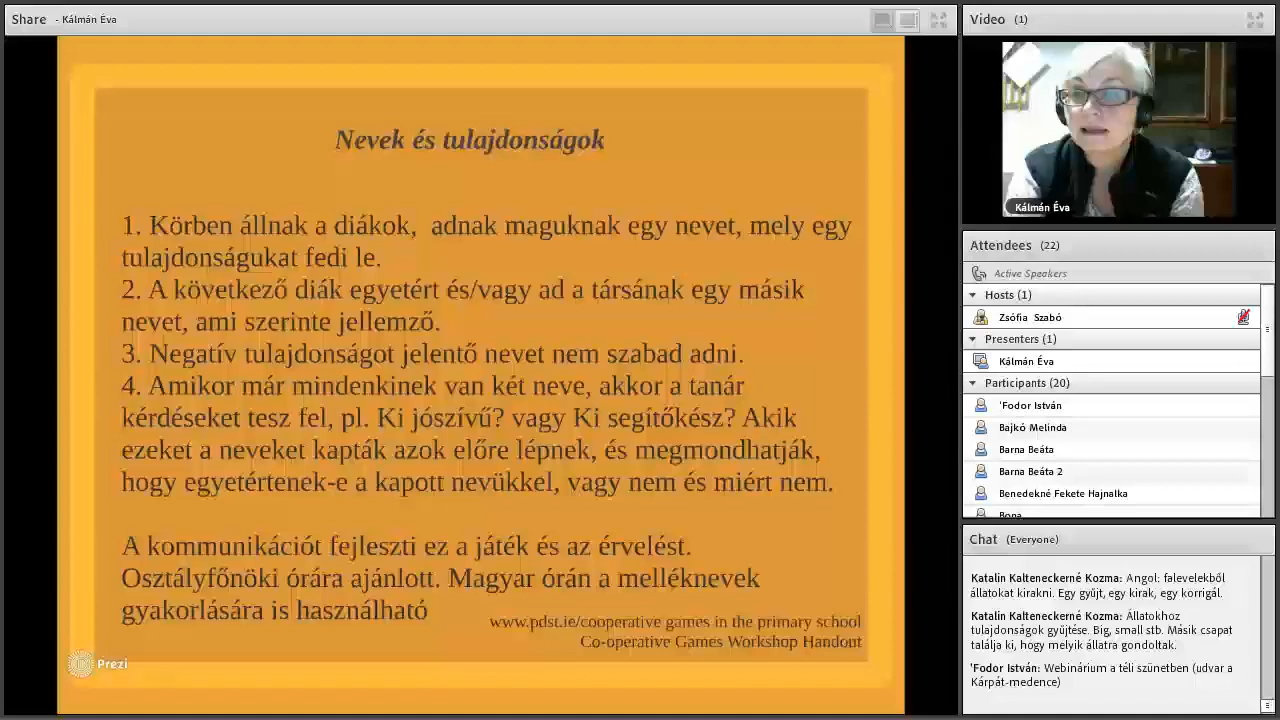 Share - Kálmán Éva
Nevek és tulajdonságok
1. Körben állnak a diákok, adnak maguknak egy nevet, mely egy
tulajdonságukat fedi le.
2. A következő diák egyetért és/vagy ad a társának egy másik
nevet, ami szerinte jellemző.
3. Negatív tulajdonságot jelentő nevet nem szabad adni.
4. Amikor már mindenkinek van két neve, akkor a tanár
kérdéseket tesz fel, pl. Ki jószívű? vagy Ki segítőkész? Akik
ezeket a neveket kapták azok előre lépnek, és megmondhatják,
hogy egyetértenek-e a kapott nevükkel, vagy nem és miért nem.
A kommunikációt fejleszti ez a játék és az érvelést.
Osztályfőnöki órára ajánlott. Magyar órán a melléknevek
gyakorlására is használható
www.pdst.ie/cooperative games in the primary school
Co-operative Games Workshop Handout
Prezi
Video (1)
Kálmán Éva
Attendees (22)
Active Speakers
Hosts (1)
Zsófia Szabó
Presenters (1)
Kálmán Éva
Participants (20)
'Fodor István
Bajkó Melinda
Barna Beáta
Barna Beáta 2
Benedekné Fekete Hajnalka
Bona
Chat (Everyone)
Katalin Kalteneckerné Kozma: Angol: falevelekből
állatokat kirakni. Egy gyűjt, egy kirak, egy korrigál.
Katalin Kalteneckerné Kozma: Állatokhoz
tulajdonságok gyűjtése. Big, small stb. Másik csapat
találja ki, hogy melyik állatra gondoltak.
'Fodor István: Webinárium a téli szünetben (udvar a
Kárpát-medence)